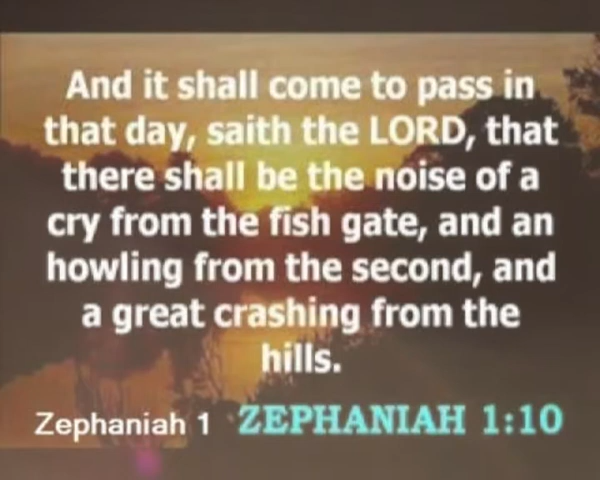 And it shall come to pass in
that day, saith the LORD, that
there shall be the noise of a
cry from the fish gate, and an
howling from the second, and
a great crashing from the
hills.
Zephaniah 1 ZEPHANIAH 1:10